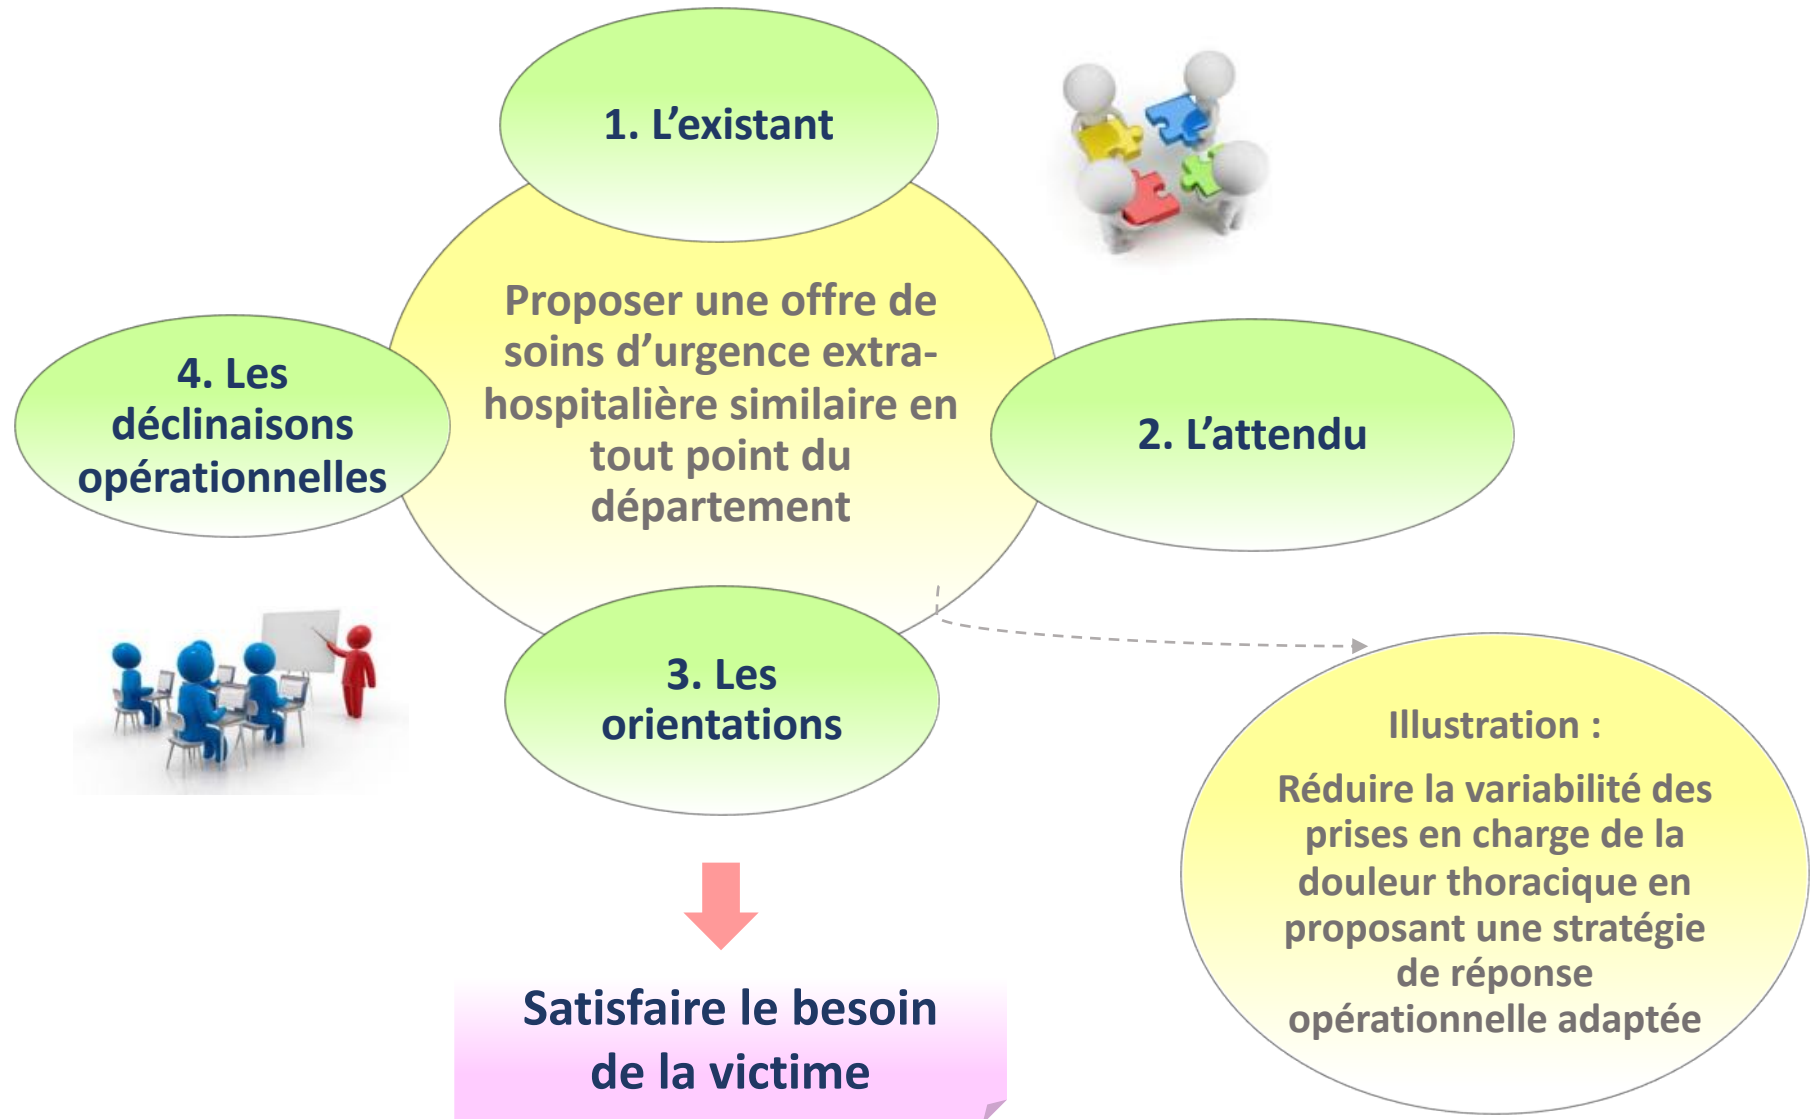 1. L’existant
Proposer une offre de
soins d’urgence extra-
hospitalière similaire en
tout point du
département
4. Les
déclinaisons
opérationnelles
2. L’attendu
3. Les
orientations
Illustration :
Réduire la variabilité des
prises en charge de la
douleur thoracique en
proposant une stratégie
de réponse
opérationnelle adaptée
Satisfaire le besoin
de la victime